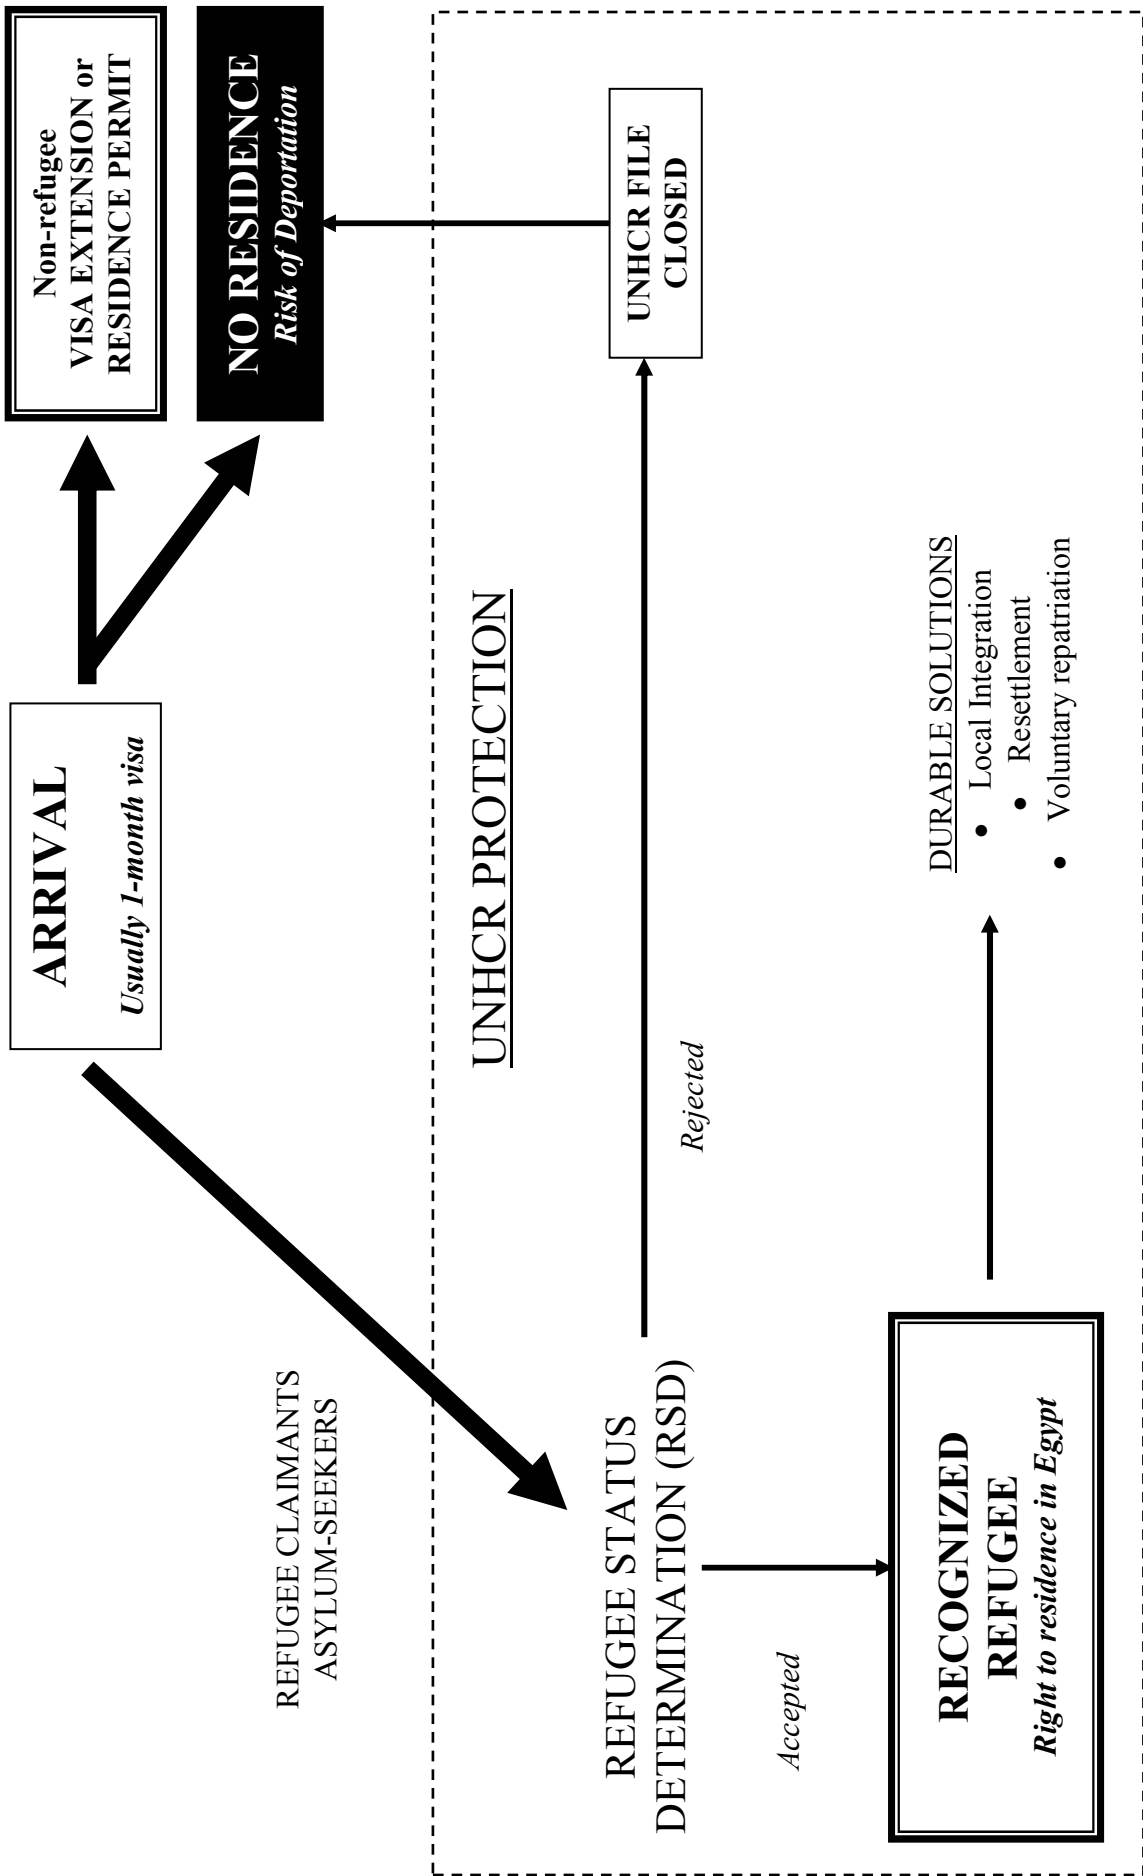 ARRIVAL
Usually 1-month visa
Non-refugee
VISA EXTENSION or
RESIDENCE PERMIT
NO RESIDENCE
Risk of Deportation
REFUGEE CLAIMANTS
ASYLUM-SEEKERS
UNHCR PROTECTION
REFUGEE STATUS
DETERMINATION (RSD)
Rejected
UNHCR FILE
CLOSED
Accepted
RECOGNIZED
REFUGEE
Right to residence in Egypt
DURABLE SOLUTIONS
• Local Integration
• Resettlement
• Voluntary repatriation